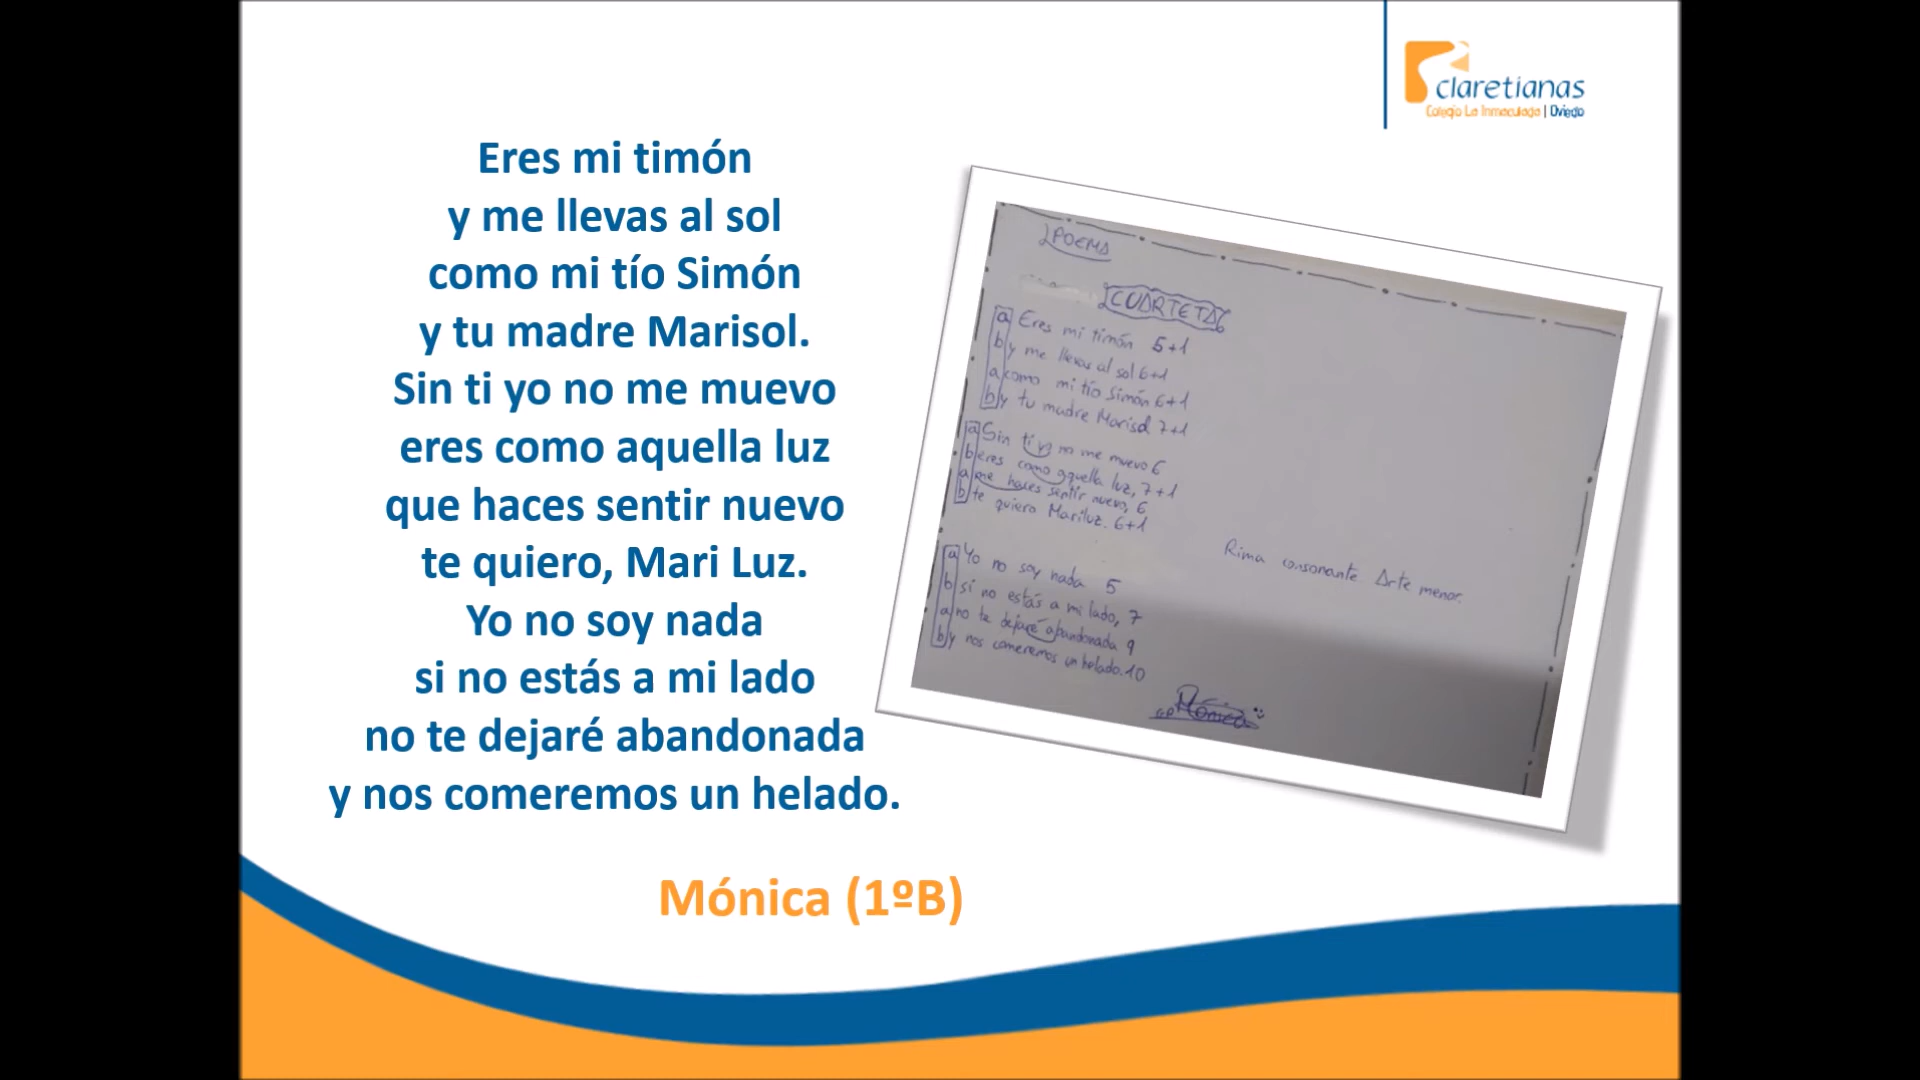 claretianas
Colegio La Inmaculada | Oviedo
Eres mi timón
y me llevas al sol
como mi tío Simón
y tu madre Marisol.
Sin ti yo no me muevo
eres como aquella luz
que haces sentir nuevo
te quiero, Mari Luz.
Yo no soy nada
si no estás a mi lado
no te dejaré abandonada
y nos comeremos un helado.
Mónica (1ºB)
POEMA
CUARTETA
a Eres mi timón 5+1
b y me llevas al sol 6+1
a como mi tío Simón 6+1
b y tu madre Marisol 7+1
a Sin ti yo no me muevo 6
b eres como aquella luz, 7+1
a me haces sentir nuevo, 6
b te quiero Mariluz. 6+1
a Yo no soy nada 5
b si no estás a mi lado, 7
a no te dejaré abandonada 9
b y nos comeremos un helado. 10
Rima consonante. Arte menor.
Mónica